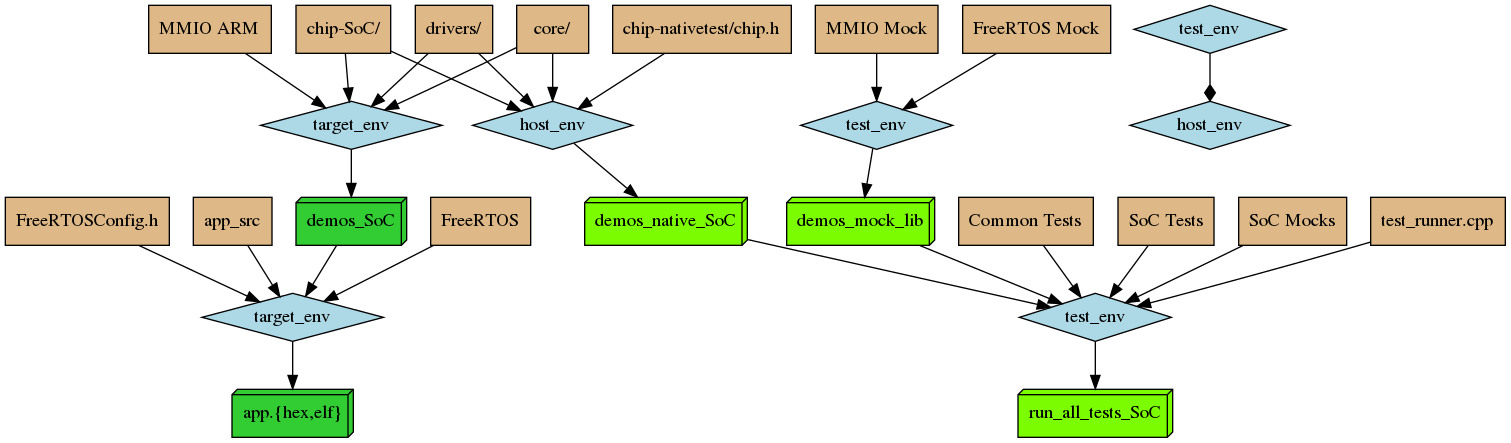 MMIO ARM
chip-SoC/
drivers/
core/
chip-nativetest/chip.h
MMIO Mock
FreeRTOS Mock
test_env
target_env
host_env
test_env
host_env
FreeRTOSConfig.h
app_src
demos_SoC
FreeRTOS
demos_native_SoC
demos_mock_lib
Common Tests
SoC Tests
SoC Mocks
test_runner.cpp
target_env
test_env
app.{hex,elf}
run_all_tests_SoC